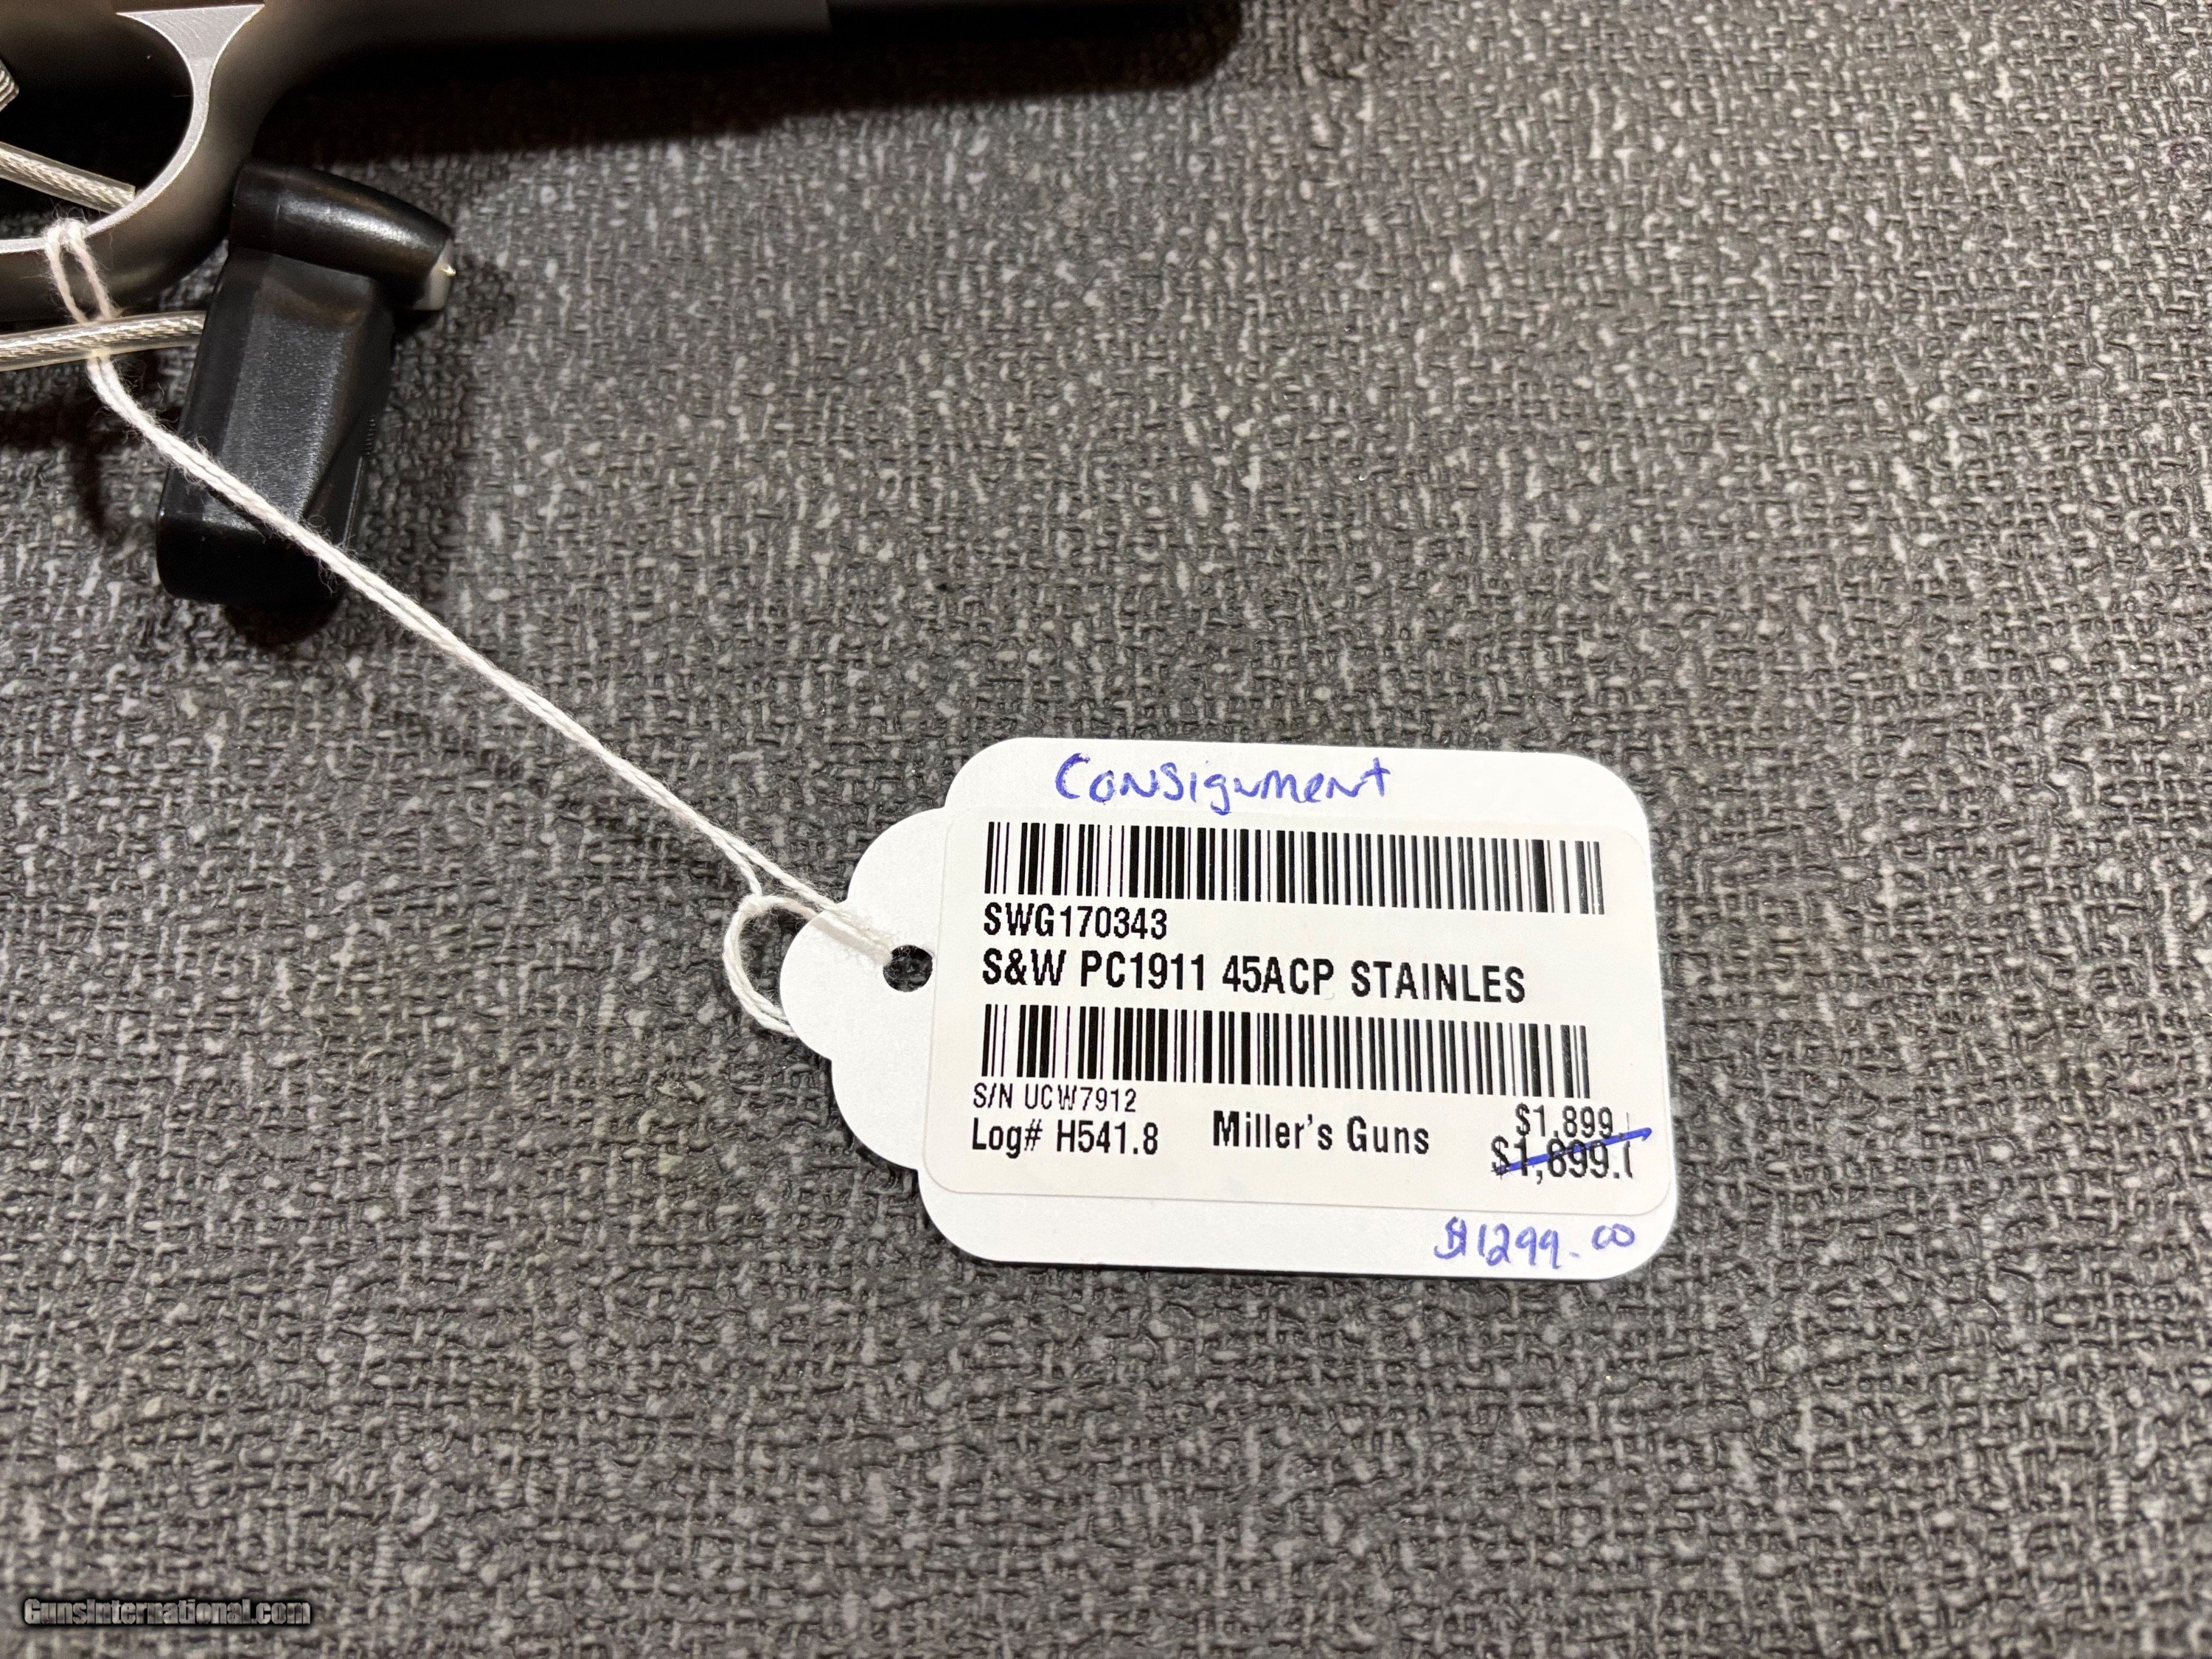 Consignment
SWG170343
S&W PC1911 45ACP STAINLES
S/N UCW7912
Log# H541.8
Miller's Guns
$1,899.
$1,699.(
$1299.00
GunsInternational.com